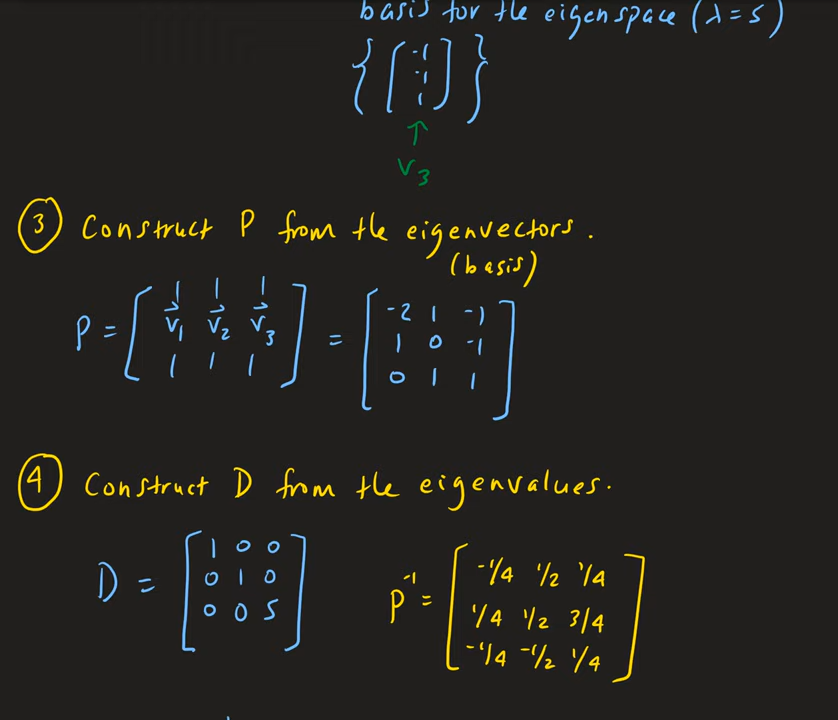 basis for the eigenspace (λ = 5)
{ [ -1
-1
1 ] }
↑
v₃
③ Construct P from the eigenvectors.
(basis)
P = [ | | |
v⃗₁ v⃗₂ v⃗₃
| | | ] = [ -2 1 -1
1 0 -1
0 1 1 ]
④ Construct D from the eigenvalues.
D = [ 1 0 0
0 1 0
0 0 5 ]
P⁻¹ = [ -1/4 1/2 1/4
1/4 1/2 3/4
-1/4 -1/2 1/4 ]